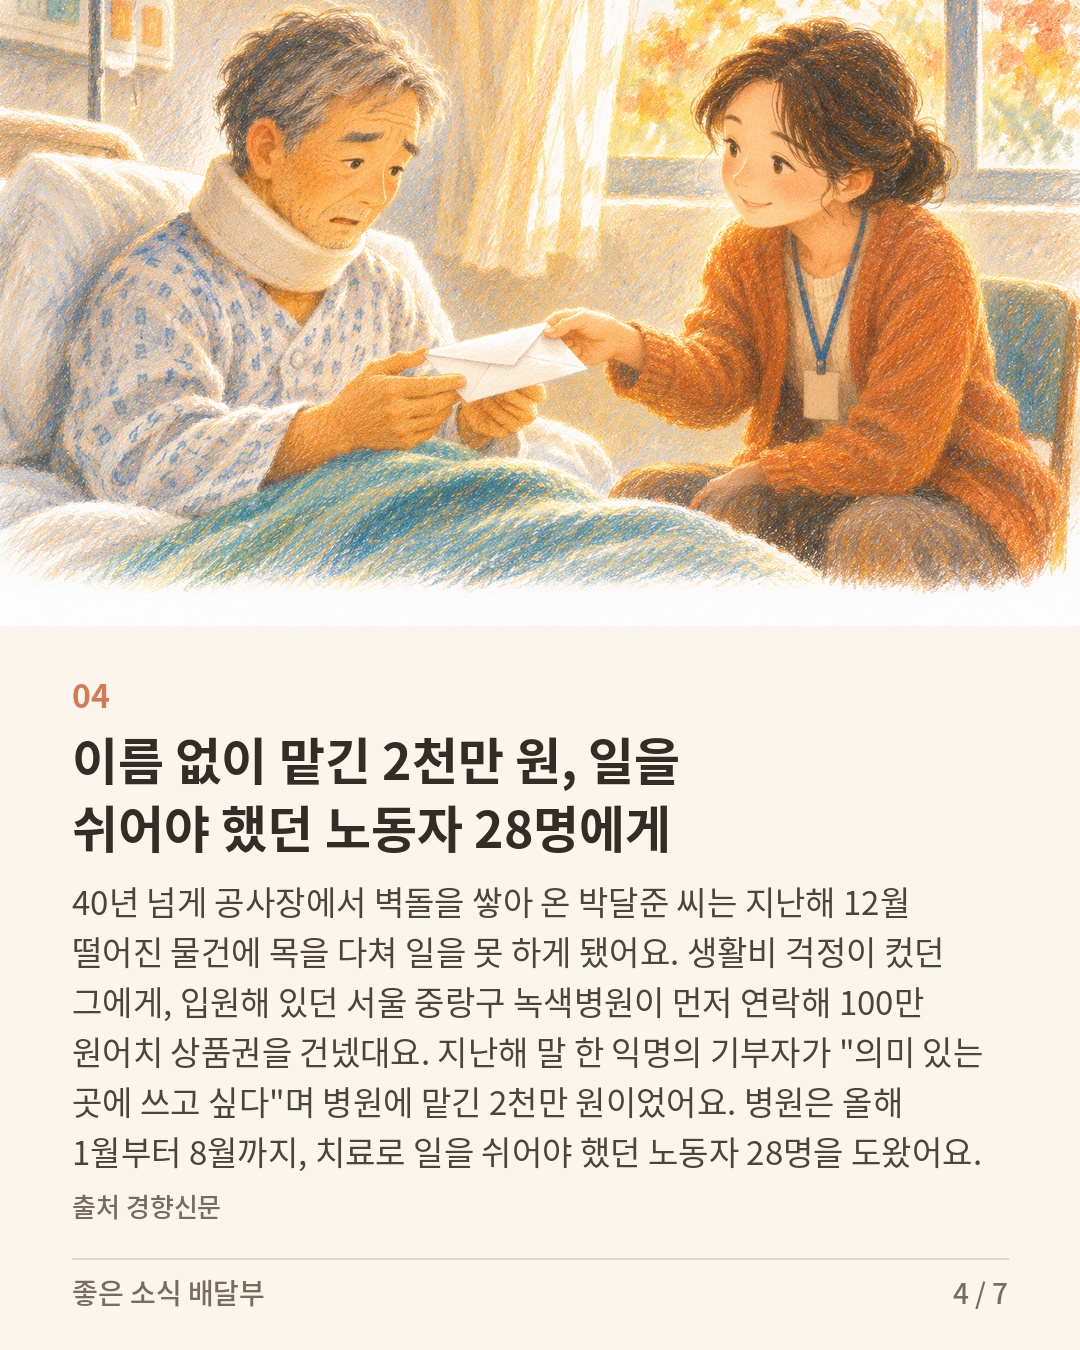 04
이름 없이 맡긴 2천만 원, 일을
쉬어야 했던 노동자 28명에게
40년 넘게 공사장에서 벽돌을 쌓아 온 박달준 씨는 지난해 12월
떨어진 물건에 목을 다쳐 일을 못 하게 됐어요. 생활비 걱정이 컸던
그에게, 입원해 있던 서울 중랑구 녹색병원이 먼저 연락해 100만
원어치 상품권을 건넸대요. 지난해 말 한 익명의 기부자가 "의미 있는
곳에 쓰고 싶다"며 병원에 맡긴 2천만 원이었어요. 병원은 올해
1월부터 8월까지, 치료로 일을 쉬어야 했던 노동자 28명을 도왔어요.
출처 경향신문
좋은 소식 배달부
4 / 7